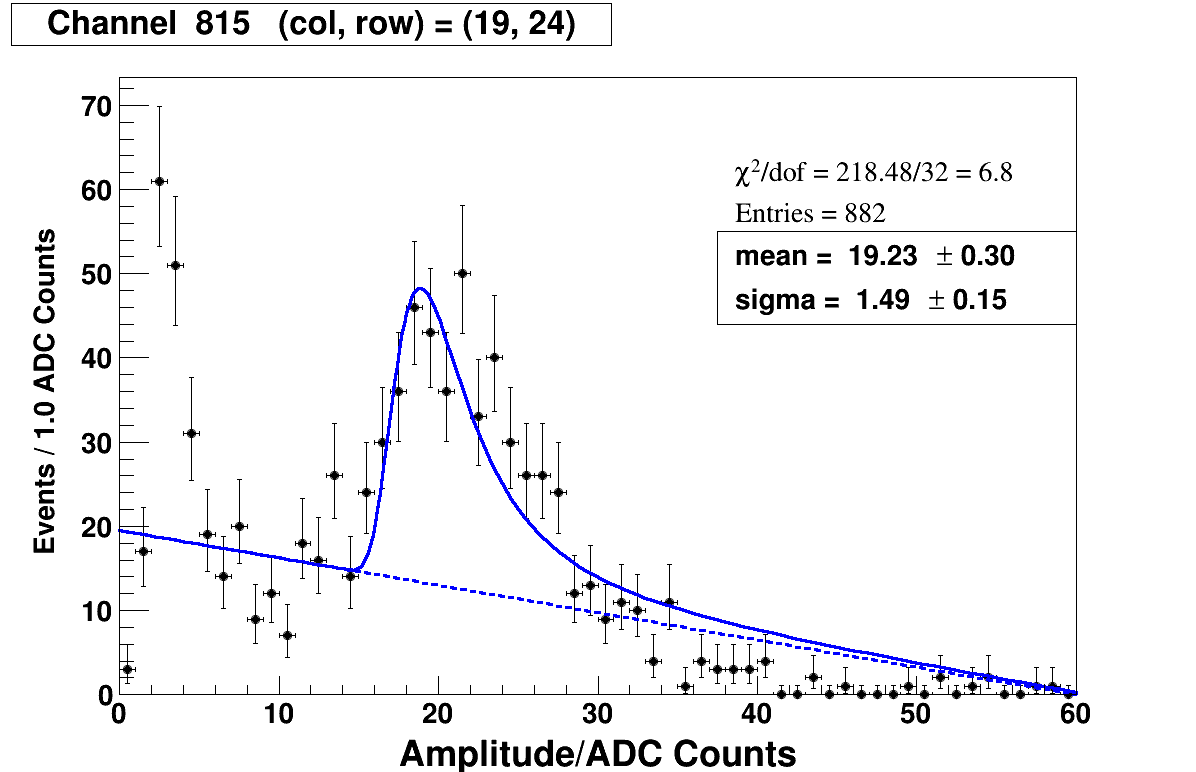 Channel 815 (col, row) = (19, 24)
χ²/dof = 218.48/32 = 6.8
Entries = 882
mean = 19.23 ± 0.30
sigma = 1.49 ± 0.15
Events / 1.0 ADC Counts
70
60
50
40
30
20
10
0
0 10 20 30 40 50 60
Amplitude/ADC Counts